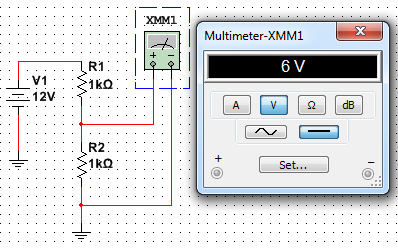 XMM1
Multimeter-XMM1
R1
1kΩ
V1
12V
6 V
A
V
Ω
dB
R2
1kΩ
Set...
+
−
+
−